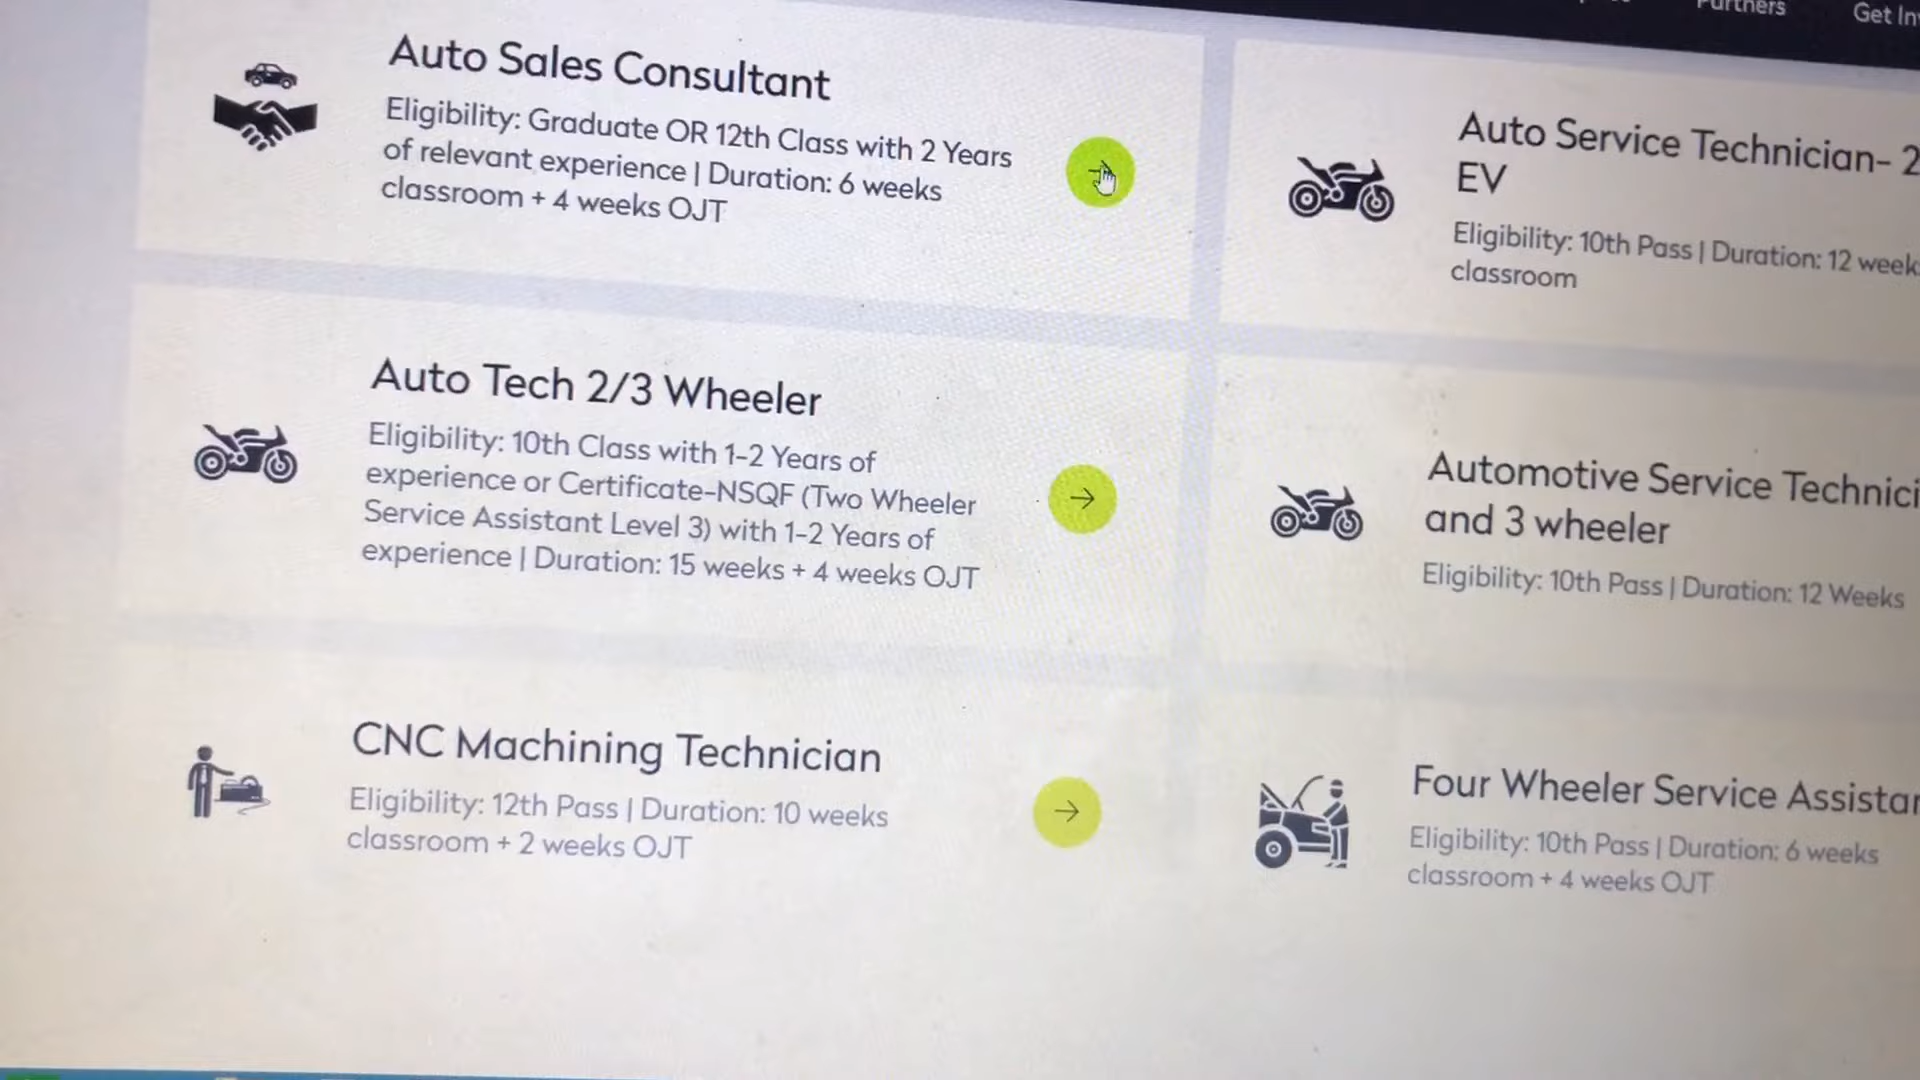 Partners
Get In
Auto Sales Consultant
Eligibility: Graduate OR 12th Class with 2 Years
of relevant experience | Duration: 6 weeks
classroom + 4 weeks OJT
Auto Service Technician- 2
EV
Eligibility: 10th Pass | Duration: 12 week
classroom
Auto Tech 2/3 Wheeler
Eligibility: 10th Class with 1-2 Years of
experience or Certificate-NSQF (Two Wheeler
Service Assistant Level 3) with 1-2 Years of
experience | Duration: 15 weeks + 4 weeks OJT
Automotive Service Technici
and 3 wheeler
Eligibility: 10th Pass | Duration: 12 Weeks
CNC Machining Technician
Eligibility: 12th Pass | Duration: 10 weeks
classroom + 2 weeks OJT
Four Wheeler Service Assistan
Eligibility: 10th Pass | Duration: 6 weeks
classroom + 4 weeks OJT